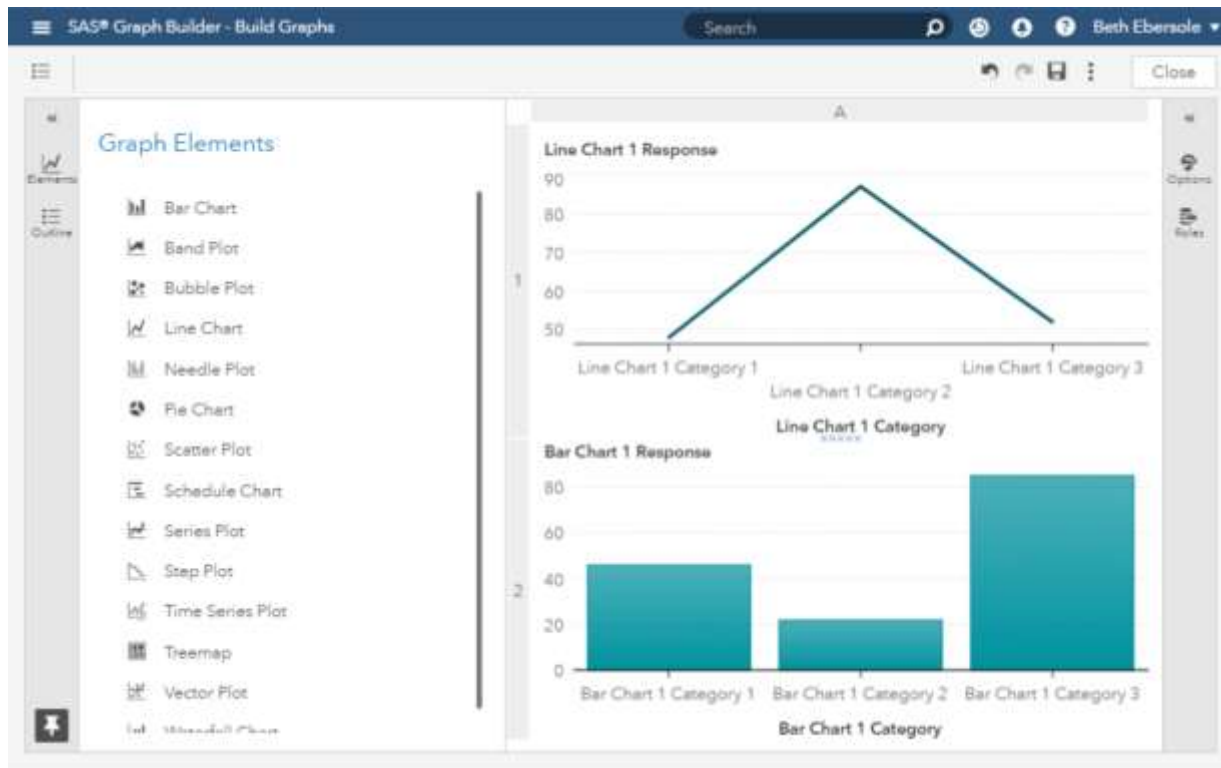 SAS® Graph Builder - Build Graphs
Search
Beth Ebersole
Close
Elements
Outline
Graph Elements
Bar Chart
Band Plot
Bubble Plot
Line Chart
Needle Plot
Pie Chart
Scatter Plot
Schedule Chart
Series Plot
Step Plot
Time Series Plot
Treemap
Vector Plot
Waterfall Chart
A
1
Line Chart 1 Response
90
80
70
60
50
Line Chart 1 Category 1
Line Chart 1 Category 2
Line Chart 1 Category 3
Line Chart 1 Category
2
Bar Chart 1 Response
80
60
40
20
0
Bar Chart 1 Category 1
Bar Chart 1 Category 2
Bar Chart 1 Category 3
Bar Chart 1 Category
Options
Roles